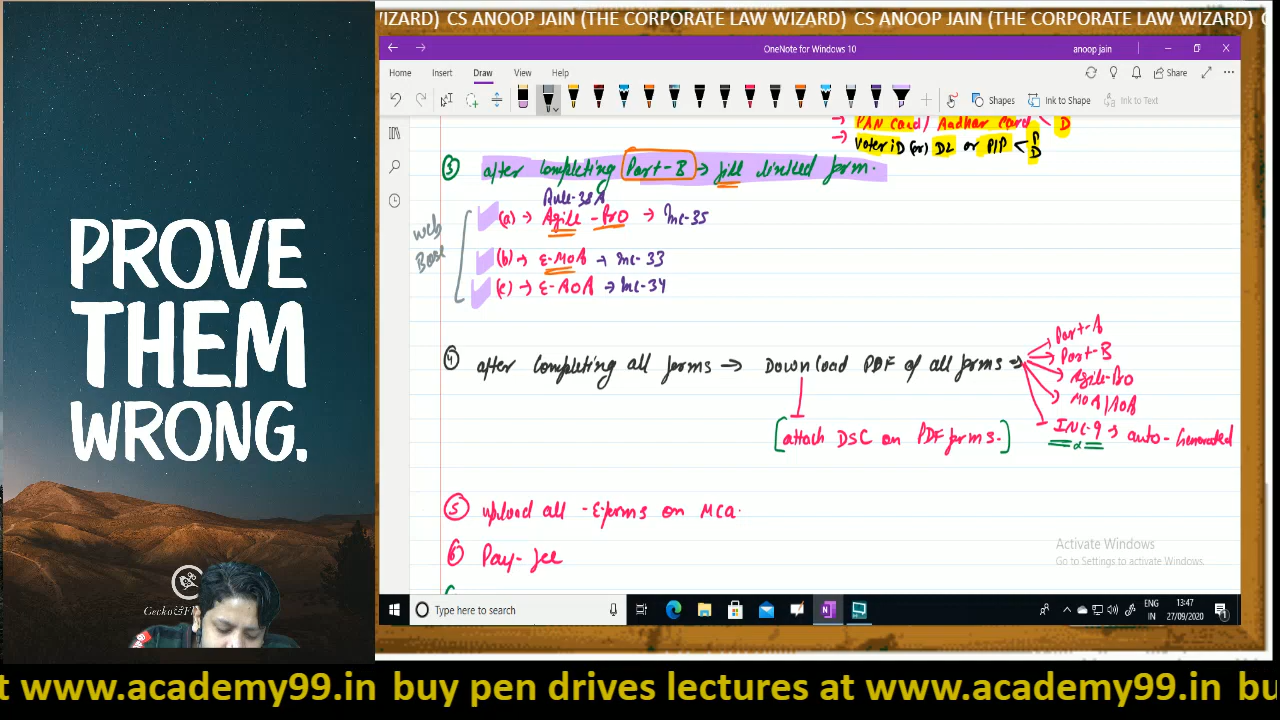 WIZARD) CS ANOOP JAIN (THE CORPORATE LAW WIZARD) CS ANOOP JAIN (THE CORPORATE LAW WIZARD) C
OneNote for Windows 10
anoop jain
Home Insert Draw View Help
Share
Shapes Ink to Shape Ink to Text
→ PAN Card / Aadhar Card < D
→ Voter iD (or) DL or P/P < P D
③ after completing Part-B → fill linked form.
Rule-38A
(a) → Agile - PRO → Inc-35
Web Base
(b) → E-MOA → Inc-33
(c) → E-AOA → Inc-34
④ after completing all forms → Download PDF of all forms →
Part-A
Part-B
Agile-PRO
MOA/AOA
INC-9 → auto-Generated
[attach DSC on PDF forms.]
⑤ upload all -E-forms on MCA.
⑥ Pay-fee
Activate Windows
Go to Settings to activate Windows.
PROVE
THEM
WRONG.
Type here to search
ENG
IN
13:47
27/09/2020
t www.academy99.in buy pen drives lectures at www.academy99.in bu